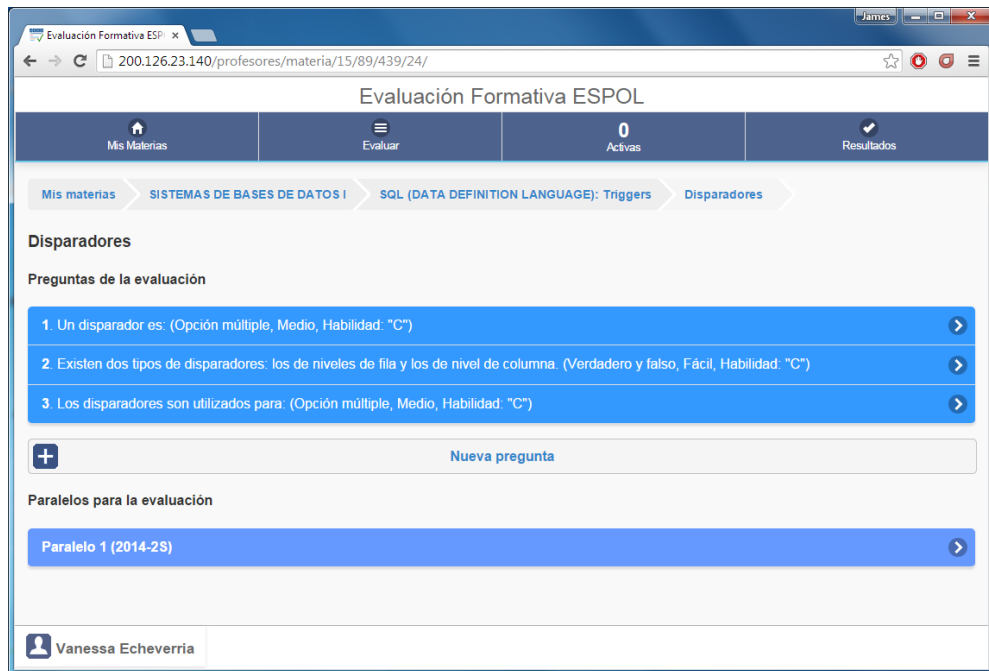 James
Evaluación Formativa ESP
200.126.23.140/profesores/materia/15/89/439/24/
Evaluación Formativa ESPOL
Mis Materias
Evaluar
0
Activas
Resultados
Mis materias SISTEMAS DE BASES DE DATOS I SQL (DATA DEFINITION LANGUAGE): Triggers Disparadores
Disparadores
Preguntas de la evaluación
1. Un disparador es: (Opción múltiple, Medio, Habilidad: "C")
2. Existen dos tipos de disparadores: los de niveles de fila y los de nivel de columna. (Verdadero y falso, Fácil, Habilidad: "C")
3. Los disparadores son utilizados para: (Opción múltiple, Medio, Habilidad: "C")
Nueva pregunta
Paralelos para la evaluación
Paralelo 1 (2014-2S)
Vanessa Echeverria